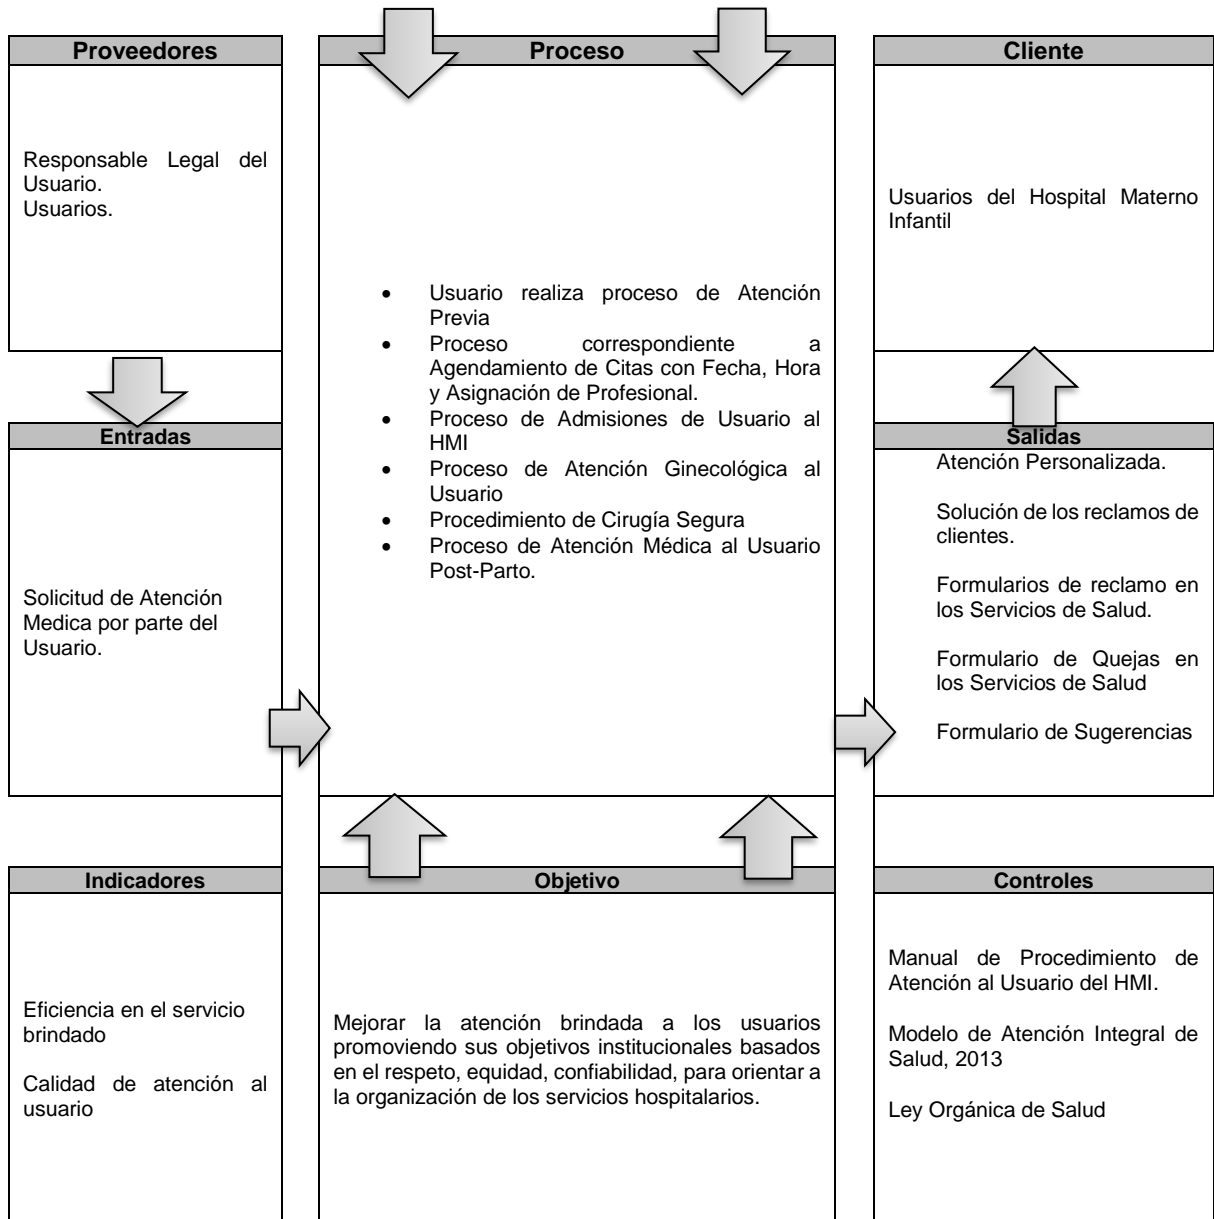 Proveedores
Responsable Legal del
Usuario.
Usuarios.
Entradas
Solicitud de Atención
Medica por parte del
Usuario.
Indicadores
Eficiencia en el servicio
brindado
Calidad de atención al
usuario
Proceso
• Usuario realiza proceso de Atención
Previa
• Proceso correspondiente a
Agendamiento de Citas con Fecha, Hora
y Asignación de Profesional.
• Proceso de Admisiones de Usuario al
HMI
• Proceso de Atención Ginecológica al
Usuario
• Procedimiento de Cirugía Segura
• Proceso de Atención Médica al Usuario
Post-Parto.
Objetivo
Mejorar la atención brindada a los usuarios
promoviendo sus objetivos institucionales basados
en el respeto, equidad, confiabilidad, para orientar a
la organización de los servicios hospitalarios.
Cliente
Usuarios del Hospital Materno
Infantil
Salidas
Atención Personalizada.
Solución de los reclamos de
clientes.
Formularios de reclamo en
los Servicios de Salud.
Formulario de Quejas en
los Servicios de Salud
Formulario de Sugerencias
Controles
Manual de Procedimiento de
Atención al Usuario del HMI.
Modelo de Atención Integral de
Salud, 2013
Ley Orgánica de Salud